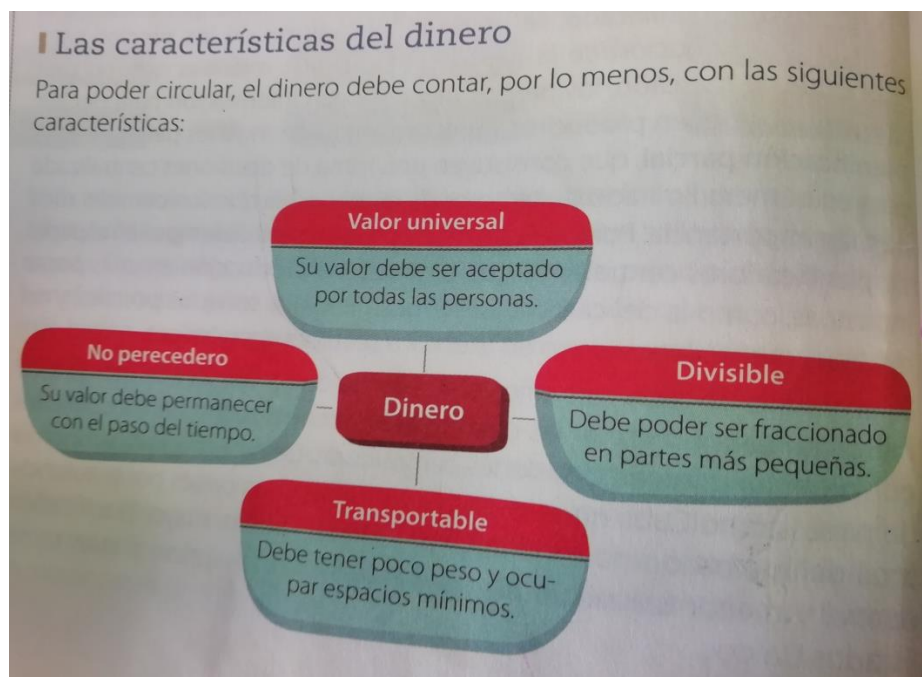 Las características del dinero
Para poder circular, el dinero debe contar, por lo menos, con las siguientes
características:
Valor universal
Su valor debe ser aceptado
por todas las personas.
No perecedero
Su valor debe permanecer
con el paso del tiempo.
Dinero
Divisible
Debe poder ser fraccionado
en partes más pequeñas.
Transportable
Debe tener poco peso y ocu-
par espacios mínimos.